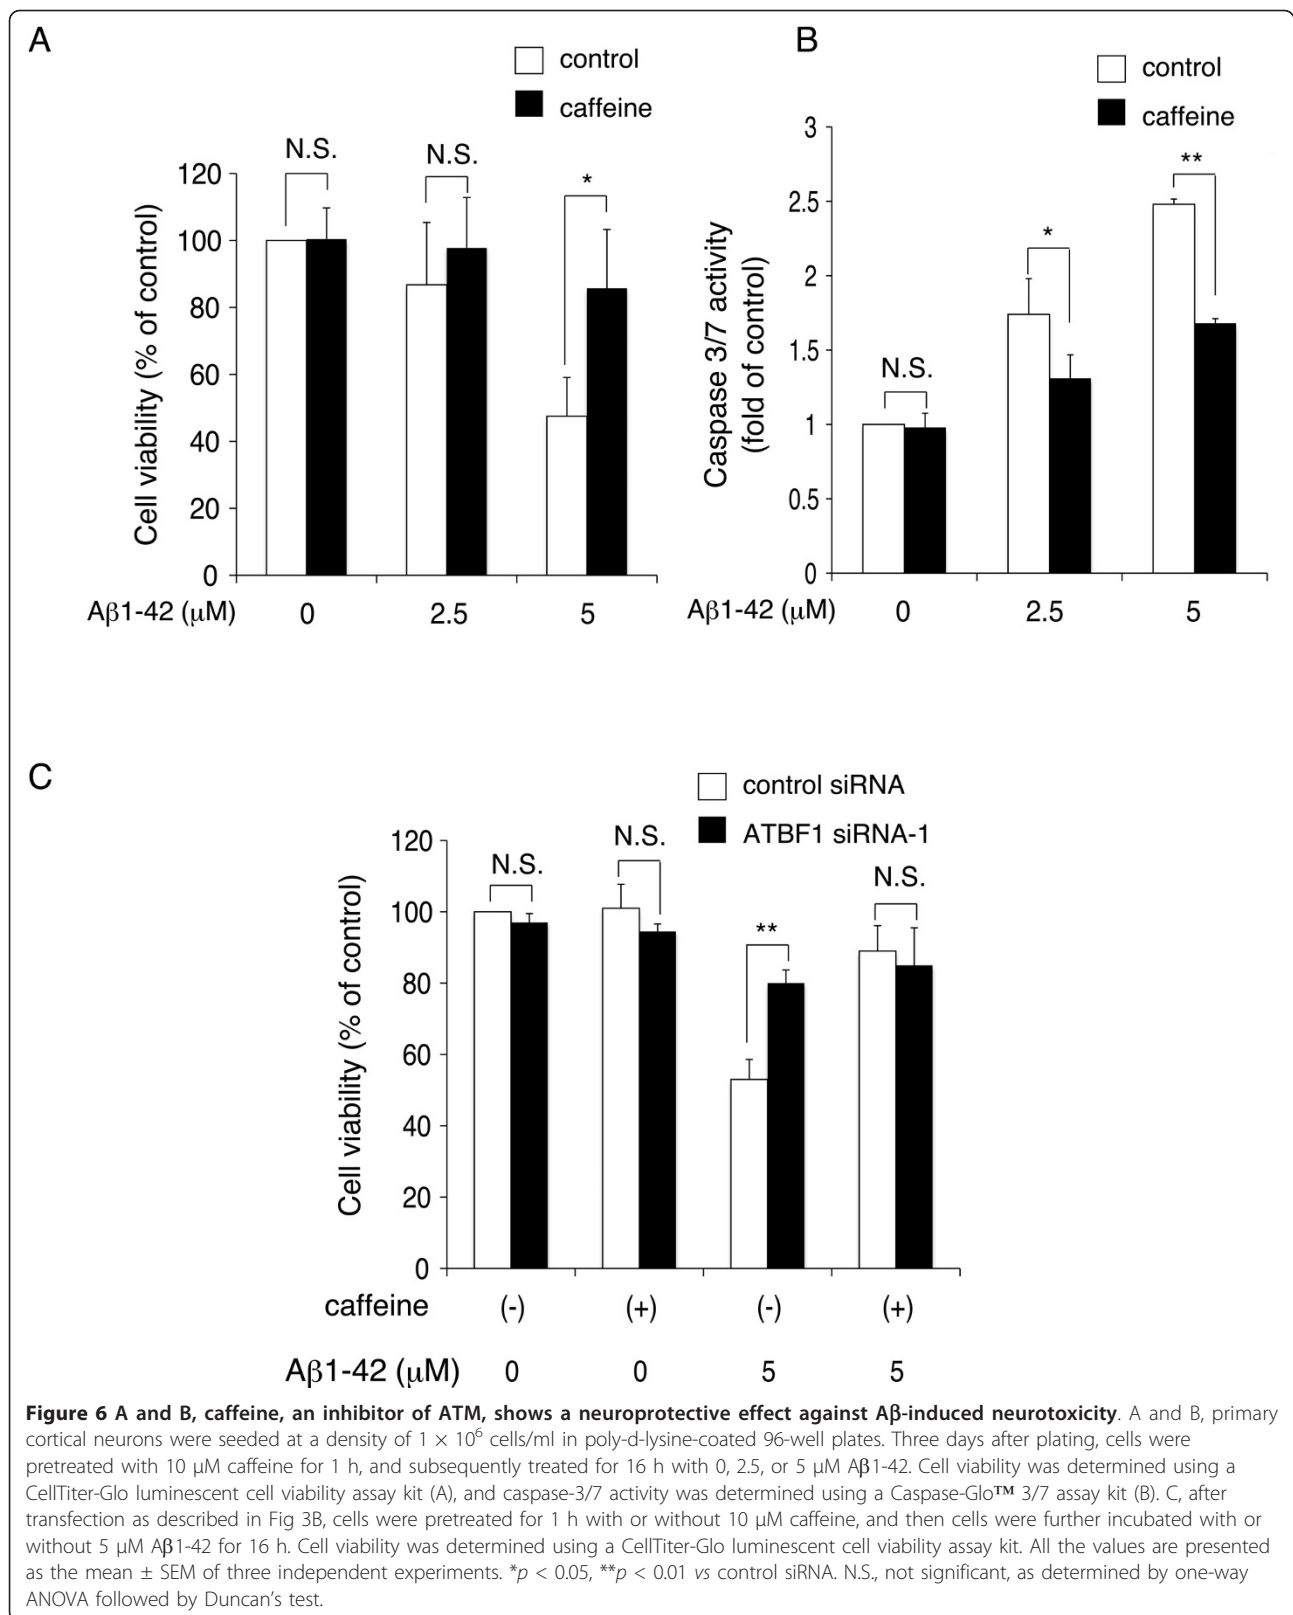 A
control
caffeine
N.S.
N.S.
*
120
100
80
60
40
20
0
Cell viability (% of control)
Aβ1-42 (μM)
0
2.5
5
B
control
caffeine
3
2.5
2
1.5
1
0.5
0
N.S.
*
**
Caspase 3/7 activity
(fold of control)
Aβ1-42 (μM)
0
2.5
5
C
control siRNA
ATBF1 siRNA-1
120
100
80
60
40
20
0
N.S.
N.S.
**
N.S.
Cell viability (% of control)
caffeine (-) (+) (-) (+)
Aβ1-42 (μM) 0 0 5 5
Figure 6 A and B, caffeine, an inhibitor of ATM, shows a neuroprotective effect against Aβ-induced neurotoxicity. A and B, primary
cortical neurons were seeded at a density of 1 × 10⁶ cells/ml in poly-d-lysine-coated 96-well plates. Three days after plating, cells were
pretreated with 10 μM caffeine for 1 h, and subsequently treated for 16 h with 0, 2.5, or 5 μM Aβ1-42. Cell viability was determined using a
CellTiter-Glo luminescent cell viability assay kit (A), and caspase-3/7 activity was determined using a Caspase-Glo™ 3/7 assay kit (B). C, after
transfection as described in Fig 3B, cells were pretreated for 1 h with or without 10 μM caffeine, and then cells were further incubated with or
without 5 μM Aβ1-42 for 16 h. Cell viability was determined using a CellTiter-Glo luminescent cell viability assay kit. All the values are presented
as the mean ± SEM of three independent experiments. *p < 0.05, **p < 0.01 vs control siRNA. N.S., not significant, as determined by one-way
ANOVA followed by Duncan's test.